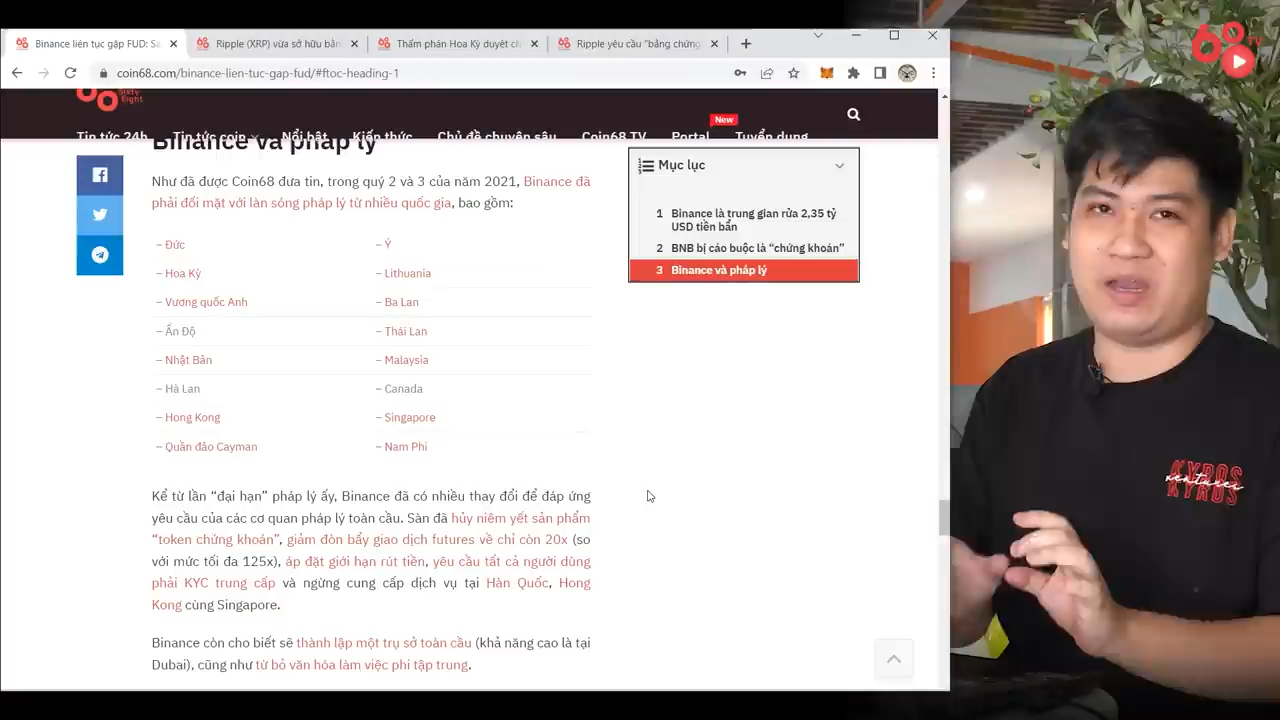 Binance liên tục gặp FUD: Sa
Ripple (XRP) vừa sở hữu bằn
Thẩm phán Hoa Kỳ duyệt ch
Ripple yêu cầu "bằng chứng
coin68.com/binance-lien-tuc-gap-fud/#ftoc-heading-1
68
TV
Sixty
Eight
New
Tin tức 24h
Tin tức coin
Nổi bật
Kiến thức
Chủ đề chuyên sâu
Coin68 TV
Portal
Tuyển dụng
Binance và pháp lý
Như đã được Coin68 đưa tin, trong quý 2 và 3 của năm 2021, Binance đã
phải đối mặt với làn sóng pháp lý từ nhiều quốc gia, bao gồm:
– Đức
– Ý
– Hoa Kỳ
– Lithuania
– Vương quốc Anh
– Ba Lan
– Ấn Độ
– Thái Lan
– Nhật Bản
– Malaysia
– Hà Lan
– Canada
– Hong Kong
– Singapore
– Quần đảo Cayman
– Nam Phi
Kể từ lần “đại hạn” pháp lý ấy, Binance đã có nhiều thay đổi để đáp ứng
yêu cầu của các cơ quan pháp lý toàn cầu. Sàn đã hủy niêm yết sản phẩm
“token chứng khoán”, giảm đòn bẩy giao dịch futures về chỉ còn 20x (so
với mức tối đa 125x), áp đặt giới hạn rút tiền, yêu cầu tất cả người dùng
phải KYC trung cấp và ngừng cung cấp dịch vụ tại Hàn Quốc, Hong
Kong cùng Singapore.
Binance còn cho biết sẽ thành lập một trụ sở toàn cầu (khả năng cao là tại
Dubai), cũng như từ bỏ văn hóa làm việc phi tập trung.
Mục lục
1 Binance là trung gian rửa 2,35 tỷ
USD tiền bẩn
2 BNB bị cáo buộc là “chứng khoán”
3 Binance và pháp lý
KYROS
ventures
KYROS